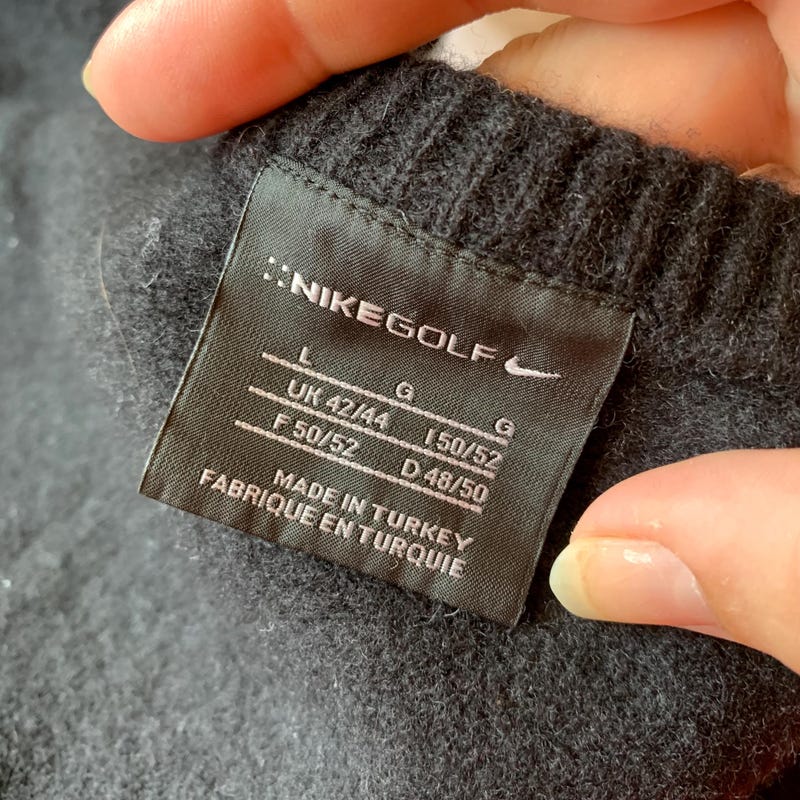 NIKEGOLF
L G G
UK 42/44 I 50/52
F 50/52 D 48/50
MADE IN TURKEY
FABRIQUE EN TURQUIE